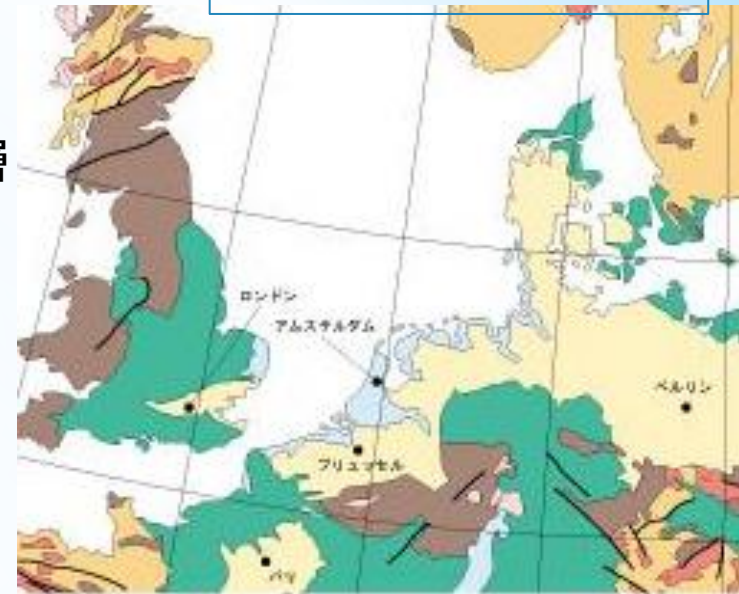 層
ロンドン
アムステルダム
ベルリン
ブリュッセル
パリ